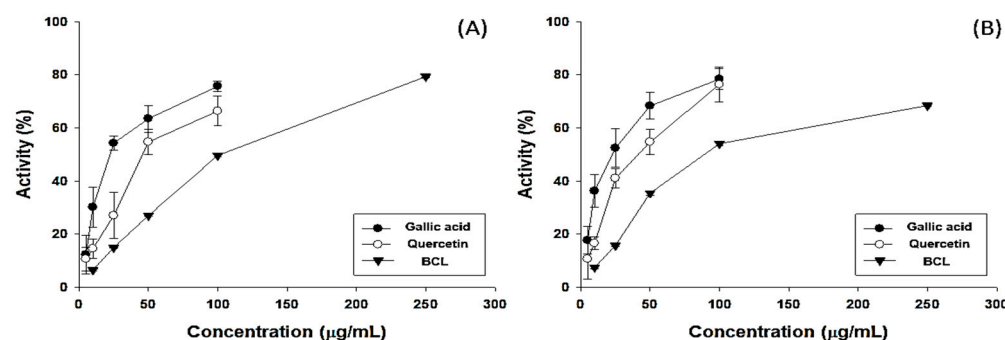 (A)
100
80
60
40
20
0
Activity (%)
Gallic acid
Quercetin
BCL
0 50 100 150 200 250 300
Concentration (μg/mL)
(B)
100
80
60
40
20
0
Activity (%)
Gallic acid
Quercetin
BCL
0 50 100 150 200 250 300
Concentration (μg/mL)